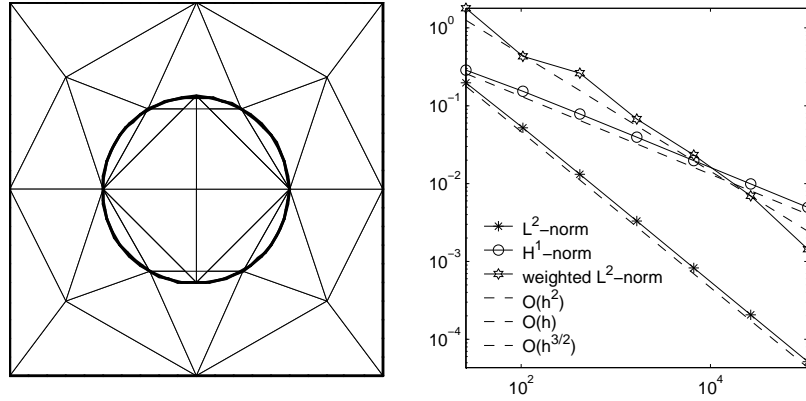 10^0
10^-1
10^-2
10^-3
10^-4
L^2-norm
H^1-norm
weighted L^2-norm
O(h^2)
O(h)
O(h^3/2)
10^2
10^4